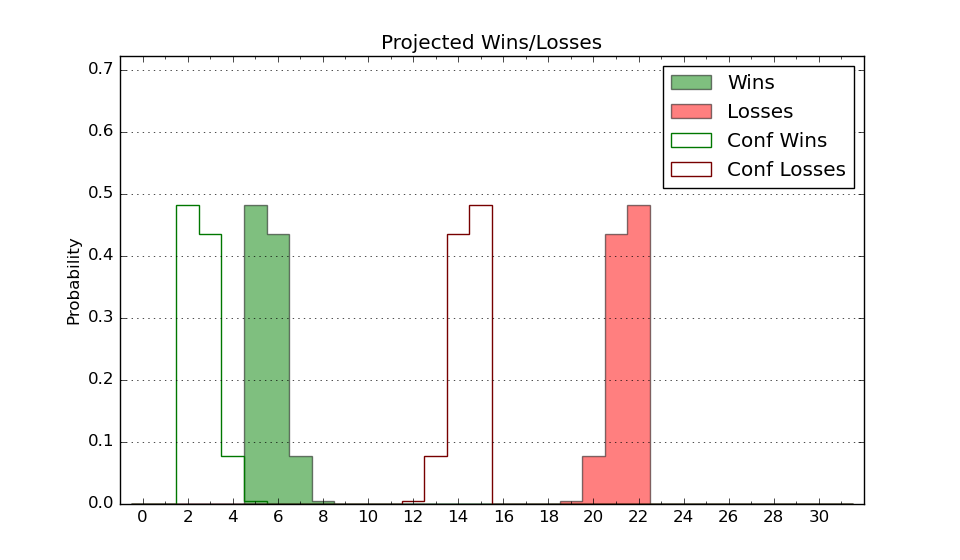 Projected Wins/Losses
0.7
0.6
0.5
0.4
0.3
0.2
0.1
0.0
Probability
Wins
Losses
Conf Wins
Conf Losses
0 2 4 6 8 10 12 14 16 18 20 22 24 26 28 30